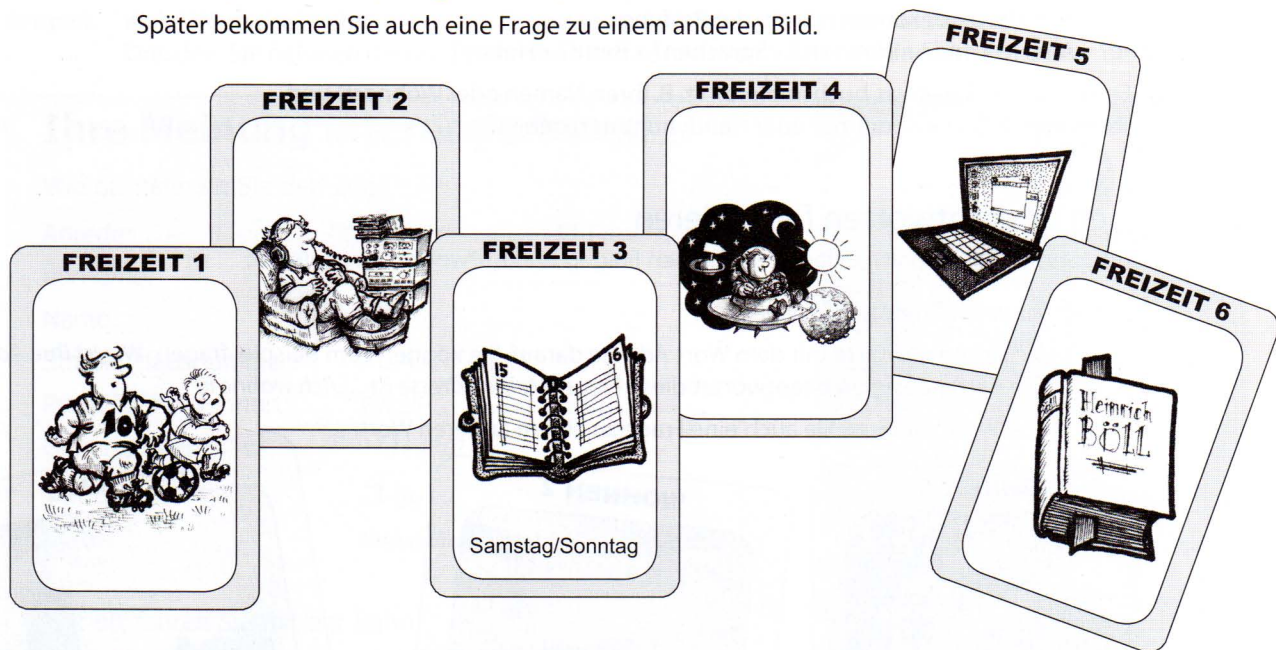 Später bekommen Sie auch eine Frage zu einem anderen Bild.
FREIZEIT 1
FREIZEIT 2
FREIZEIT 3
15
16
Samstag/Sonntag
FREIZEIT 4
FREIZEIT 5
FREIZEIT 6
Heinrich
BÖLL
10